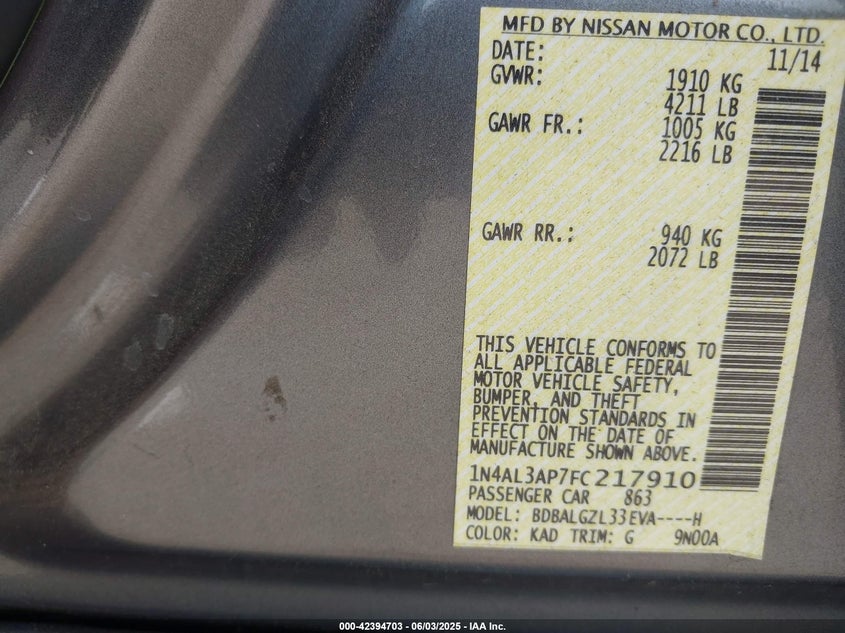 MFD BY NISSAN MOTOR CO., LTD.
DATE: 11/14
GVWR: 1910 KG
4211 LB
GAWR FR.: 1005 KG
2216 LB
GAWR RR.: 940 KG
2072 LB
THIS VEHICLE CONFORMS TO
ALL APPLICABLE FEDERAL
MOTOR VEHICLE SAFETY,
BUMPER, AND THEFT
PREVENTION STANDARDS IN
EFFECT ON THE DATE OF
MANUFACTURE SHOWN ABOVE.
1N4AL3AP7FC217910
PASSENGER CAR 863
MODEL: BDBALGZL33EVA----H
COLOR: KAD TRIM: G 9N00A
000-42394703 - 06/03/2025 - IAA Inc.